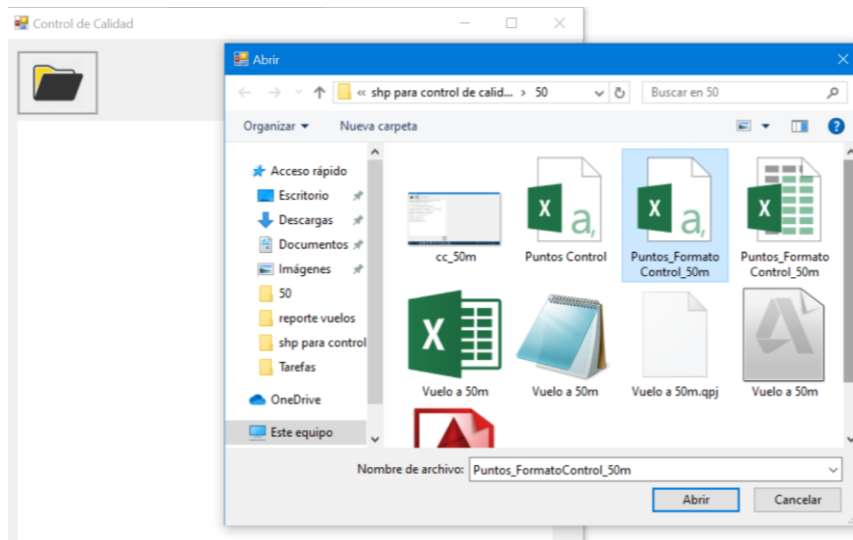 Control de Calidad
Abrir
« shp para control de calid... > 50
Buscar en 50
Organizar
Nueva carpeta
Acceso rápido
Escritorio
Descargas
Documentos
Imágenes
50
reporte vuelos
shp para control
Tarefas
OneDrive
Este equipo
cc_50m
X a,
Puntos Control
X a,
Puntos_Formato
Control_50m
X
Puntos_Formato
Control_50m
X
Vuelo a 50m
Vuelo a 50m
Vuelo a 50m.qpj
Vuelo a 50m
Nombre de archivo:
Puntos_FormatoControl_50m
Abrir
Cancelar